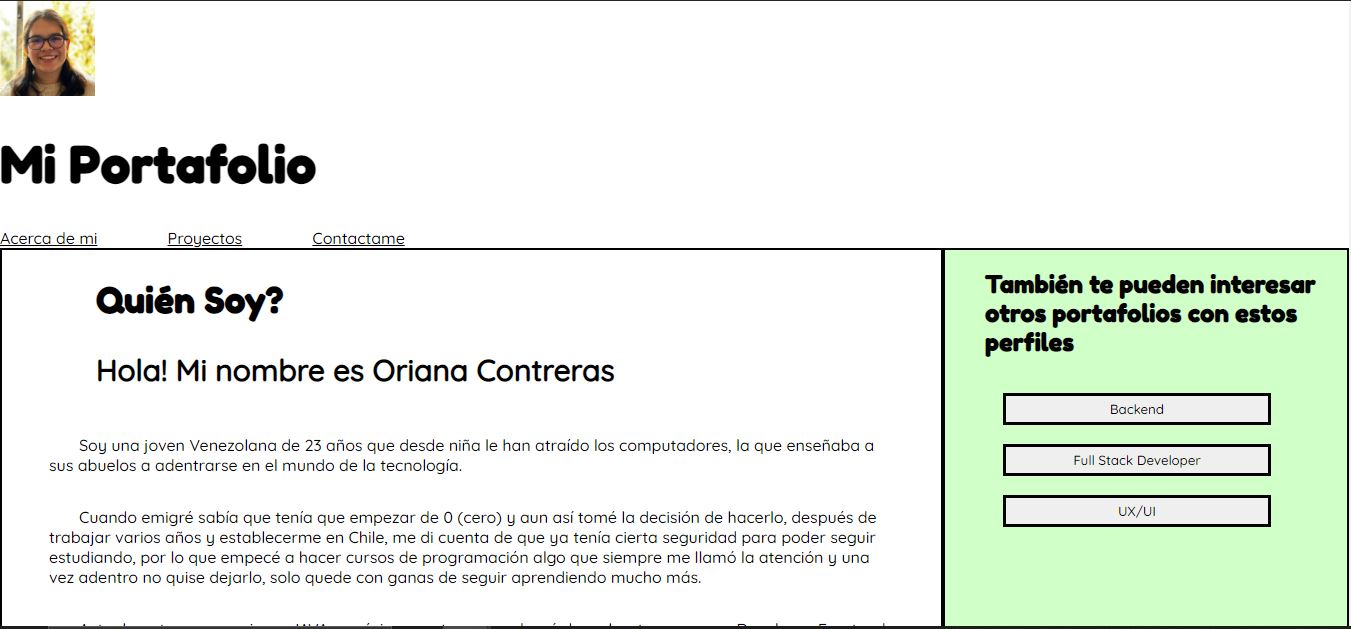 Mi Portafolio
Acerca de mi Proyectos Contactame
Quién Soy?
Hola! Mi nombre es Oriana Contreras
Soy una joven Venezolana de 23 años que desde niña le han atraído los computadores, la que enseñaba a
sus abuelos a adentrarse en el mundo de la tecnología.
Cuando emigré sabía que tenía que empezar de 0 (cero) y aun así tomé la decisión de hacerlo, después de
trabajar varios años y establecerme en Chile, me di cuenta de que ya tenía cierta seguridad para poder seguir
estudiando, por lo que empecé a hacer cursos de programación algo que siempre me llamó la atención y una
vez adentro no quise dejarlo, solo quede con ganas de seguir aprendiendo mucho más.
También te pueden interesar
otros portafolios con estos
perfiles
Backend
Full Stack Developer
UX/UI